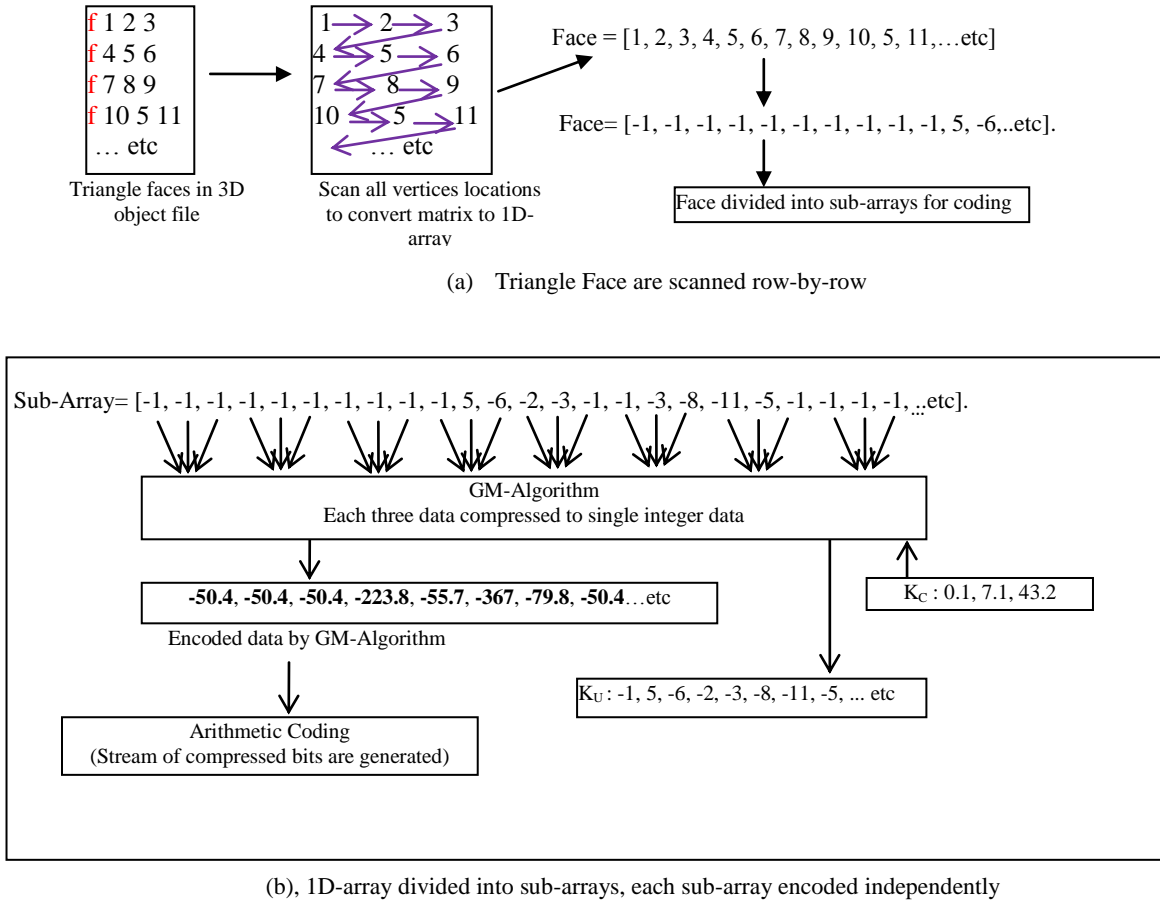 f 1 2 3
f 4 5 6
f 7 8 9
f 10 5 11
… etc
Triangle faces in 3D
object file
1 2 3
4 5 6
7 8 9
10 5 11
… etc
Scan all vertices locations
to convert matrix to 1D-
array
Face = [1, 2, 3, 4, 5, 6, 7, 8, 9, 10, 5, 11,…etc]
Face= [-1, -1, -1, -1, -1, -1, -1, -1, -1, -1, 5, -6,..etc].
Face divided into sub-arrays for coding
(a) Triangle Face are scanned row-by-row
Sub-Array= [-1, -1, -1, -1, -1, -1, -1, -1, -1, -1, 5, -6, -2, -3, -1, -1, -3, -8, -11, -5, -1, -1, -1, -1, ...etc].
GM-Algorithm
Each three data compressed to single integer data
-50.4, -50.4, -50.4, -223.8, -55.7, -367, -79.8, -50.4…etc
Encoded data by GM-Algorithm
K_C : 0.1, 7.1, 43.2
K_U : -1, 5, -6, -2, -3, -8, -11, -5, ... etc
Arithmetic Coding
(Stream of compressed bits are generated)
(b), 1D-array divided into sub-arrays, each sub-array encoded independently